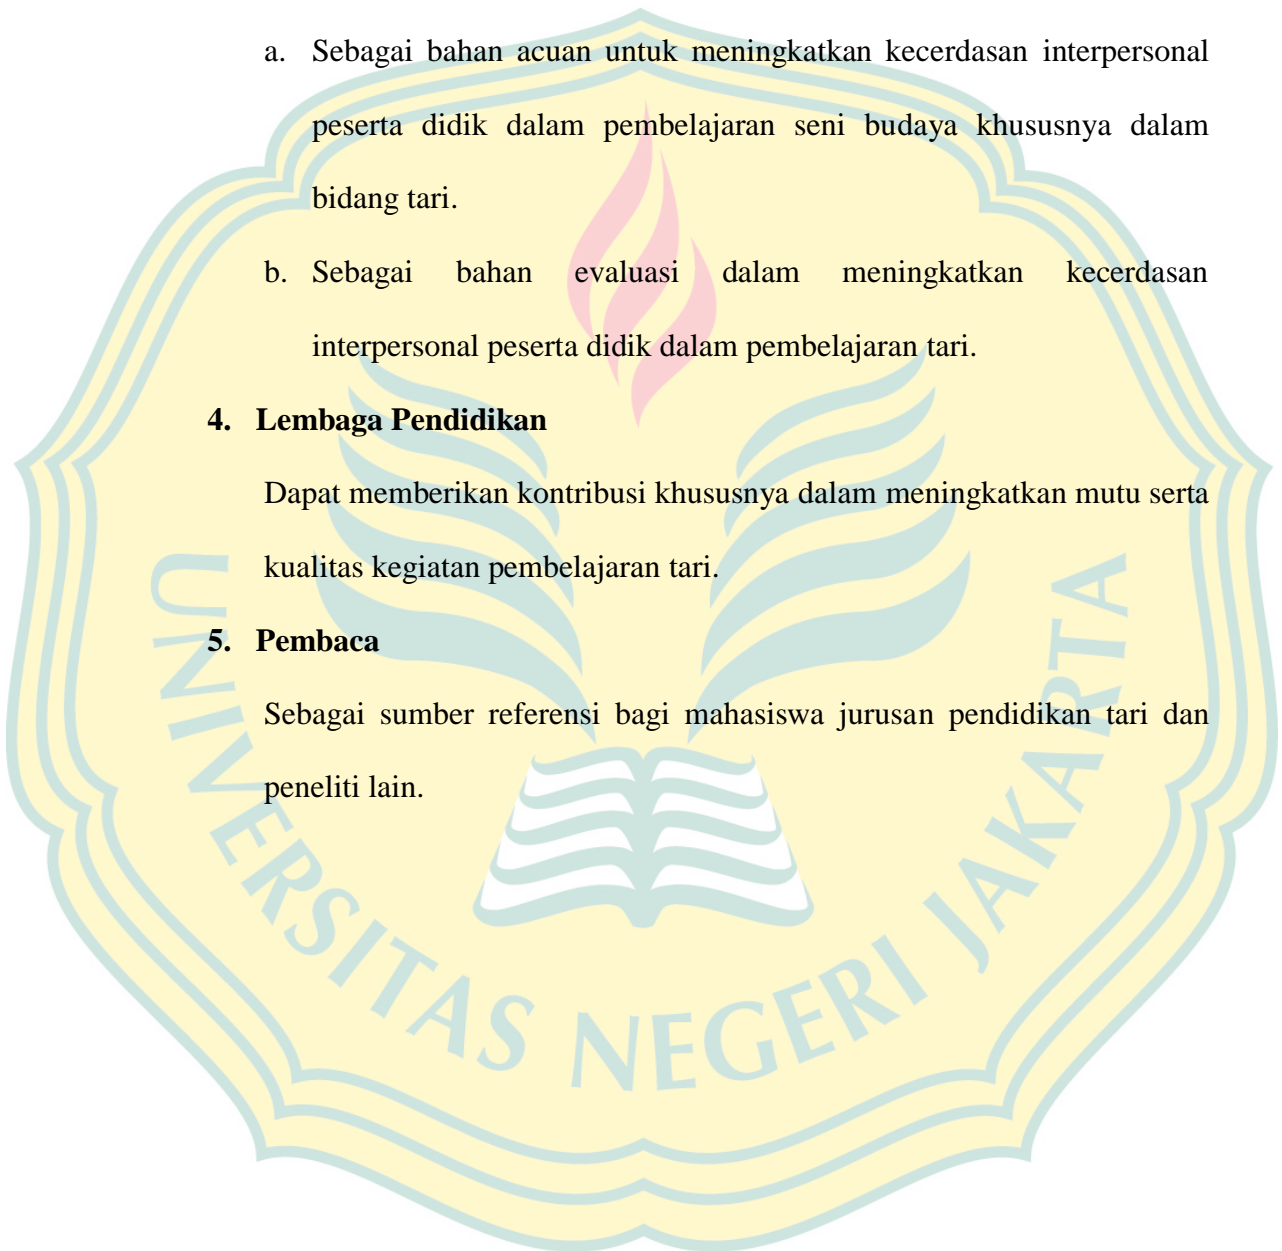 a. Sebagai bahan acuan untuk meningkatkan kecerdasan interpersonal
peserta didik dalam pembelajaran seni budaya khususnya dalam
bidang tari.
b. Sebagai bahan evaluasi dalam meningkatkan kecerdasan
interpersonal peserta didik dalam pembelajaran tari.
4. Lembaga Pendidikan
Dapat memberikan kontribusi khususnya dalam meningkatkan mutu serta
kualitas kegiatan pembelajaran tari.
5. Pembaca
Sebagai sumber referensi bagi mahasiswa jurusan pendidikan tari dan
peneliti lain.
UNIVERSITAS NEGERI JAKARTA